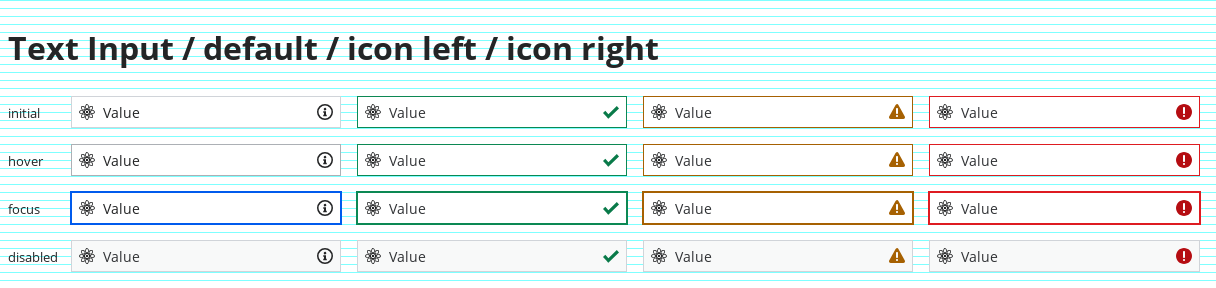 Text Input / default / icon left / icon right
initial Value Value Value Value
hover Value Value Value Value
focus Value Value Value Value
disabled Value Value Value Value